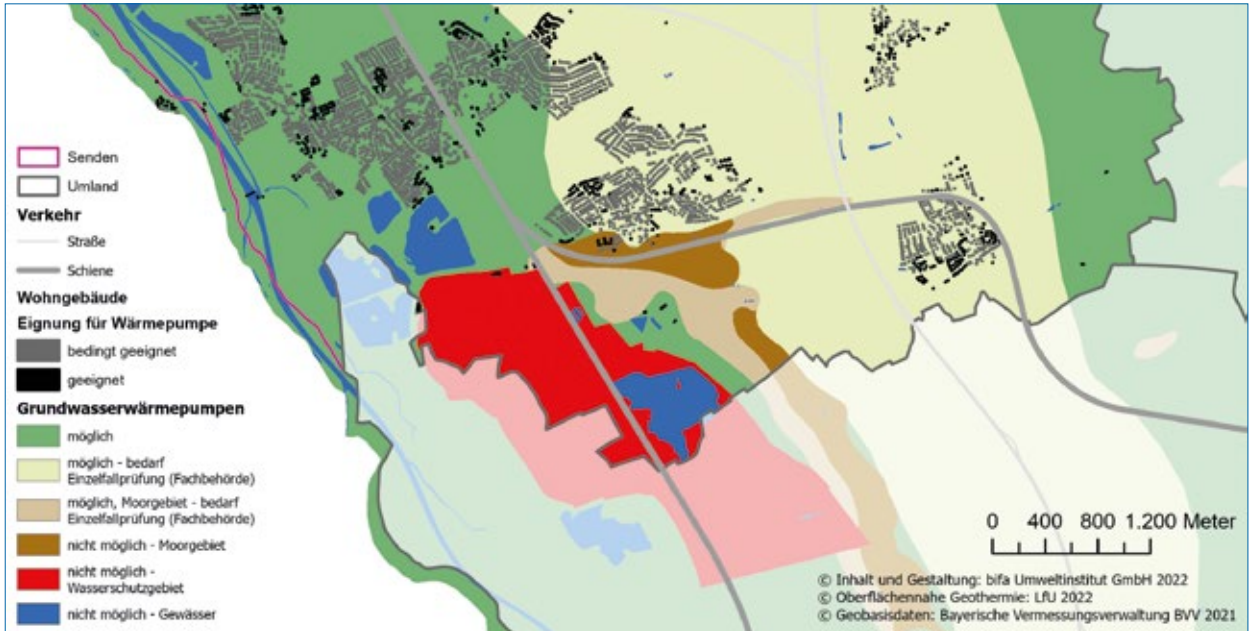 Senden
Umland
Verkehr
Straße
Schiene
Wohngebäude
Eignung für Wärmepumpe
bedingt geeignet
geeignet
Grundwasserwärmepumpen
möglich
möglich - bedarf
Einzelfallprüfung (Fachbehörde)
möglich, Moorgebiet - bedarf
Einzelfallprüfung (Fachbehörde)
nicht möglich - Moorgebiet
nicht möglich -
Wasserschutzgebiet
nicht möglich - Gewässer
0 400 800 1.200 Meter
© Inhalt und Gestaltung: bifa Umweltinstitut GmbH 2022
© Oberflächennahe Geothermie: LfU 2022
© Geobasisdaten: Bayerische Vermessungsverwaltung BVV 2021